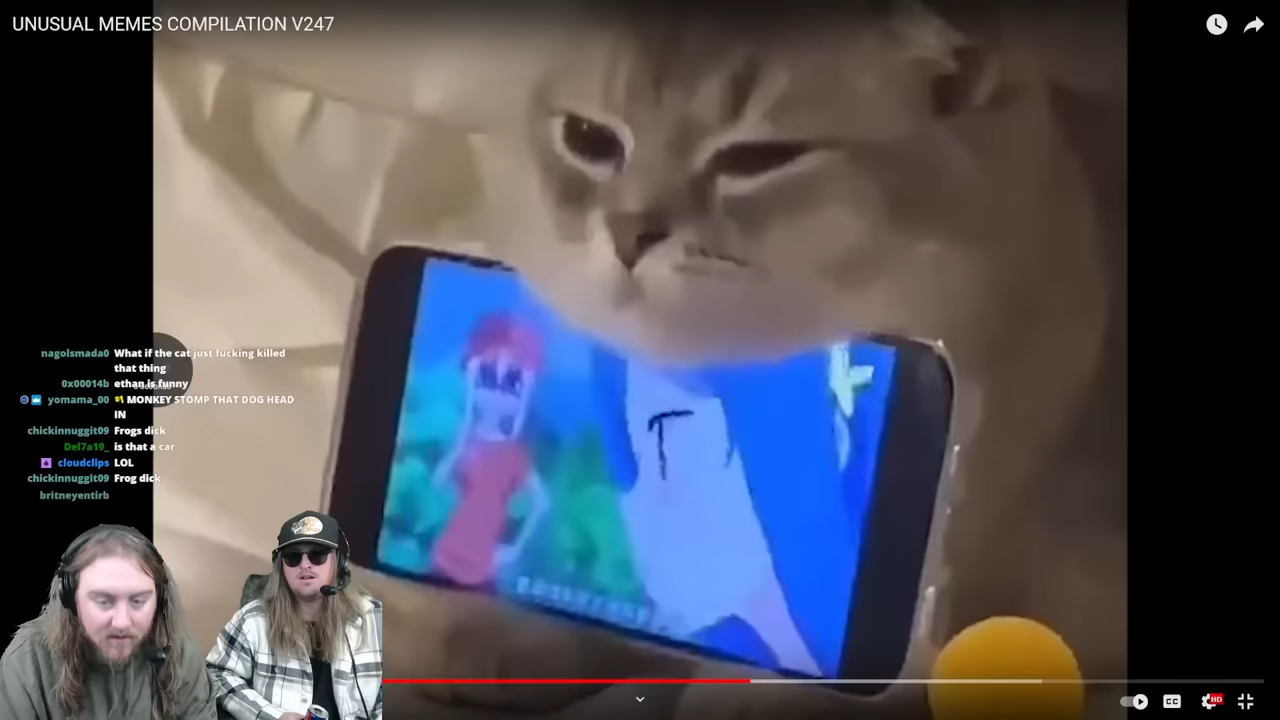 UNUSUAL MEMES COMPILATION V247
nagolsmada0 What if the cat just fucking killed
that thing
0x00014b ethan is funny
yomama_00 MONKEY STOMP THAT DOG HEAD
IN
chickinnuggit09 Frogs dick
Del7a19_ is that a car
cloudclips LOL
chickinnuggit09 Frog dick
britneyentirb
T
CC
HD